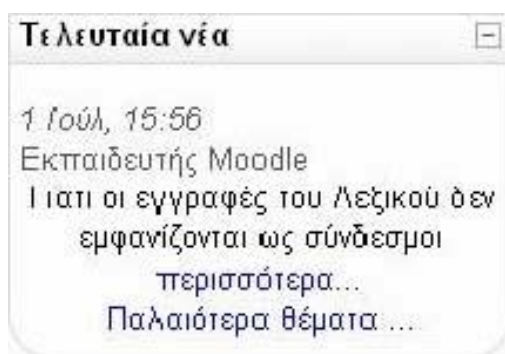 Τελευταία νέα
1 Ιούλ, 15:56
Εκπαιδευτής Moodle
Γιατι οι εγγραφές του Λεξικού δεν
εμφανίζονται ως σύνδεσμοι
περισσότερα...
Παλαιότερα θέματα ...